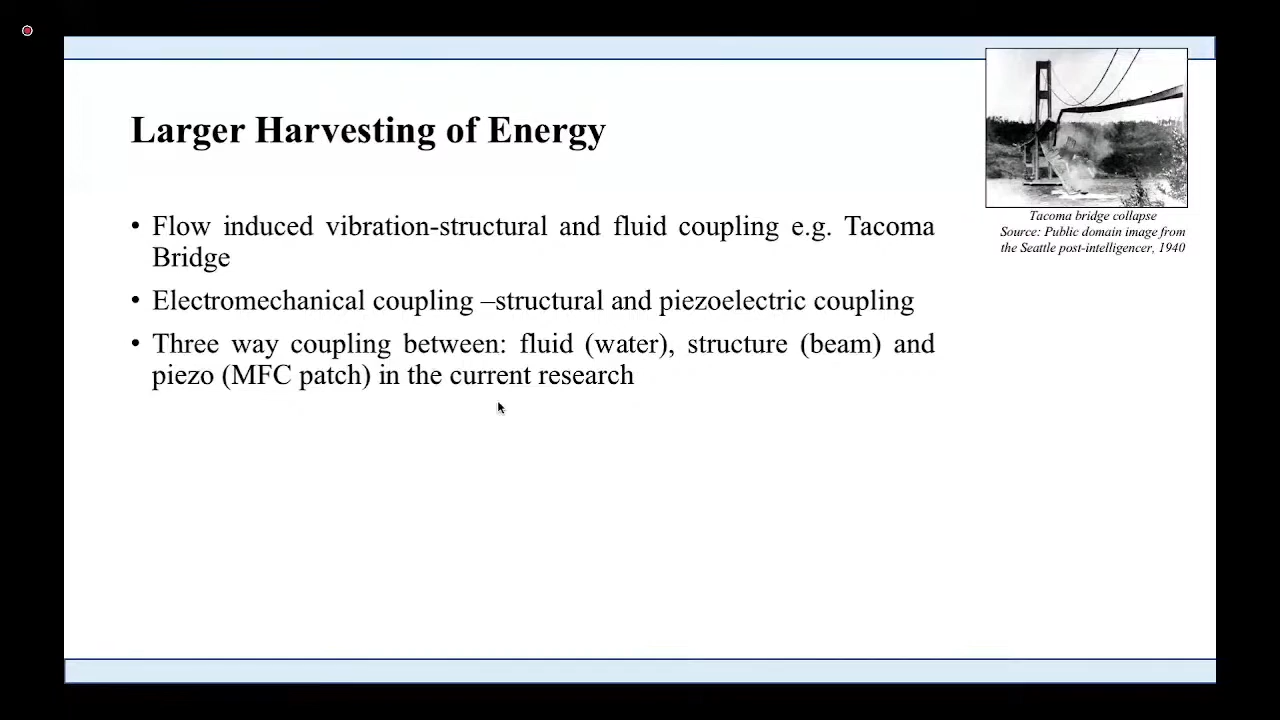 Larger Harvesting of Energy
• Flow induced vibration-structural and fluid coupling e.g. Tacoma
Bridge
• Electromechanical coupling –structural and piezoelectric coupling
• Three way coupling between: fluid (water), structure (beam) and
piezo (MFC patch) in the current research
Tacoma bridge collapse
Source: Public domain image from
the Seattle post-intelligencer, 1940